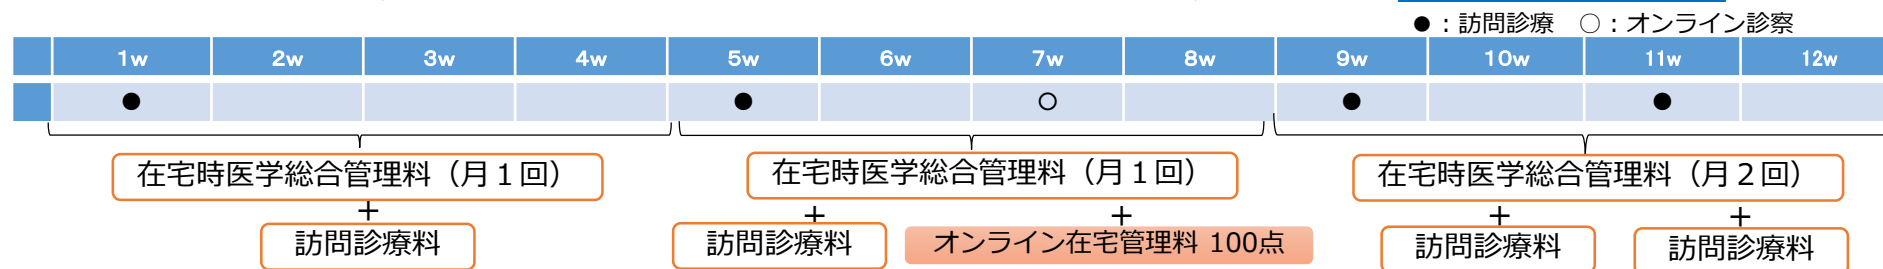 ●：訪問診療　○：オンライン診察
1w 2w 3w 4w 5w 6w 7w 8w 9w 10w 11w 12w
● ● ○ ● ●
在宅時医学総合管理料（月１回） 在宅時医学総合管理料（月１回） 在宅時医学総合管理料（月２回）
＋ ＋ ＋ ＋ ＋
訪問診療料 訪問診療料 オンライン在宅管理料 100点 訪問診療料 訪問診療料